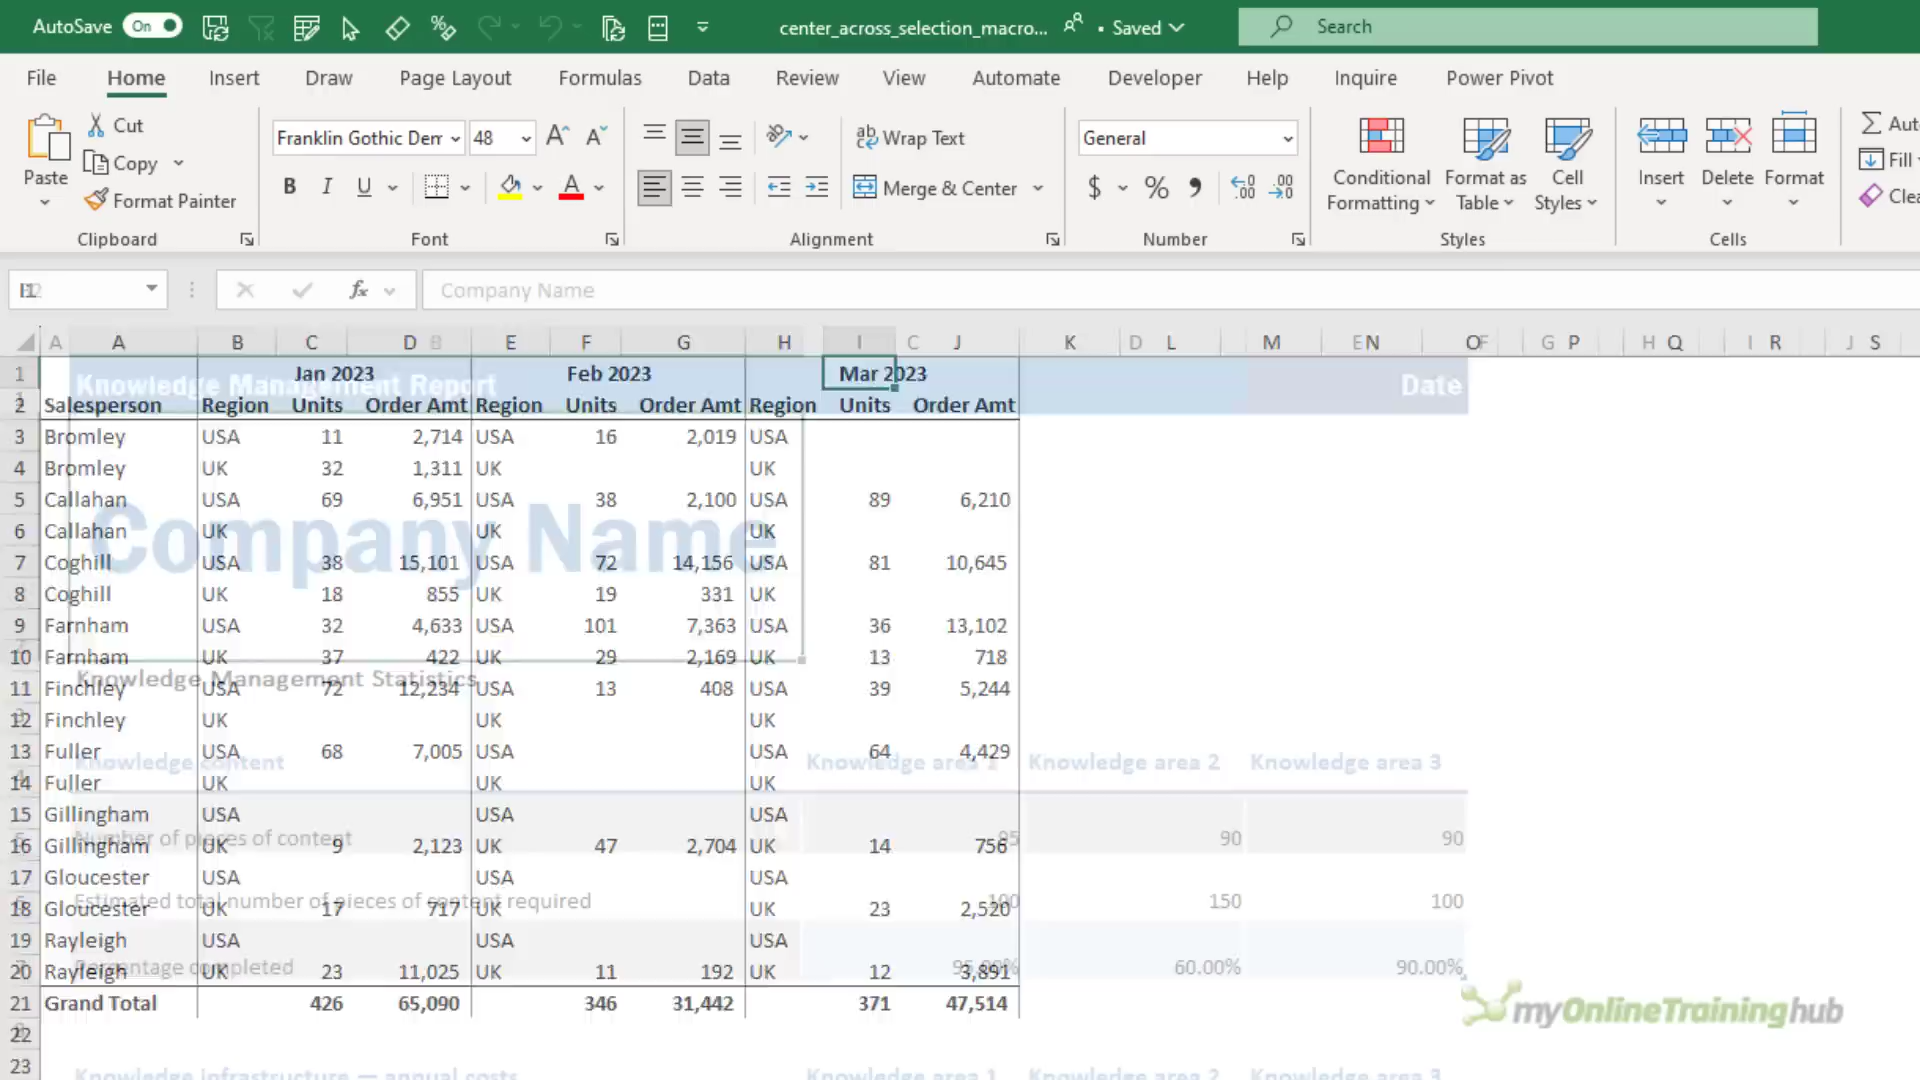 AutoSave On center_across_selection_macro... • Saved Search
File Home Insert Draw Page Layout Formulas Data Review View Automate Developer Help Inquire Power Pivot
Paste Cut Copy Format Painter Clipboard
Franklin Gothic Den 48 A A B I U A Font
ab Wrap Text Merge & Center Alignment
General $ % 9 .00 Number
Conditional Formatting Format as Table Cell Styles Styles
Insert Delete Format Cells
Σ Aut Fill Clea
fx Company Name
A A B C D B E F G H I C J K D L M E N O F G P H Q I R J S
1 Jan 2023 Feb 2023 Mar 2023
Knowledge Management Report Date
2 Salesperson Region Units Order Amt Region Units Order Amt Region Units Order Amt
3 Bromley USA 11 2,714 USA 16 2,019 USA
4 Bromley UK 32 1,311 UK UK
5 Callahan USA 69 6,951 USA 38 2,100 USA 89 6,210
6 Callahan UK UK UK
Company Name
7 Coghill USA 38 15,101 USA 72 14,156 USA 81 10,645
8 Coghill UK 18 855 UK 19 331 UK
9 Farnham USA 32 4,633 USA 101 7,363 USA 36 13,102
10 Farnham UK 37 422 UK 29 2,169 UK 13 718
Knowledge Management Statistics
11 Finchley USA 72 12,234 USA 13 408 USA 39 5,244
12 Finchley UK UK UK
13 Fuller USA 68 7,005 USA USA 64 4,429
Knowledge content Knowledge area 1 Knowledge area 2 Knowledge area 3
14 Fuller UK UK UK
15 Gillingham USA USA USA
Number of pieces of content 95 90 90
16 Gillingham UK 9 2,123 UK 47 2,704 UK 14 756
17 Gloucester USA USA USA
Estimated total number of pieces of content required 100 150 100
18 Gloucester UK 17 717 UK UK 23 2,520
19 Rayleigh USA USA USA
Percentage completed 95.00% 60.00% 90.00%
20 Rayleigh UK 23 11,025 UK 11 192 UK 12 3,891
21 Grand Total 426 65,090 346 31,442 371 47,514
myOnlineTraininghub
22
23
Knowledge infrastructure — annual costs Knowledge area 1 Knowledge area 2 Knowledge area 3